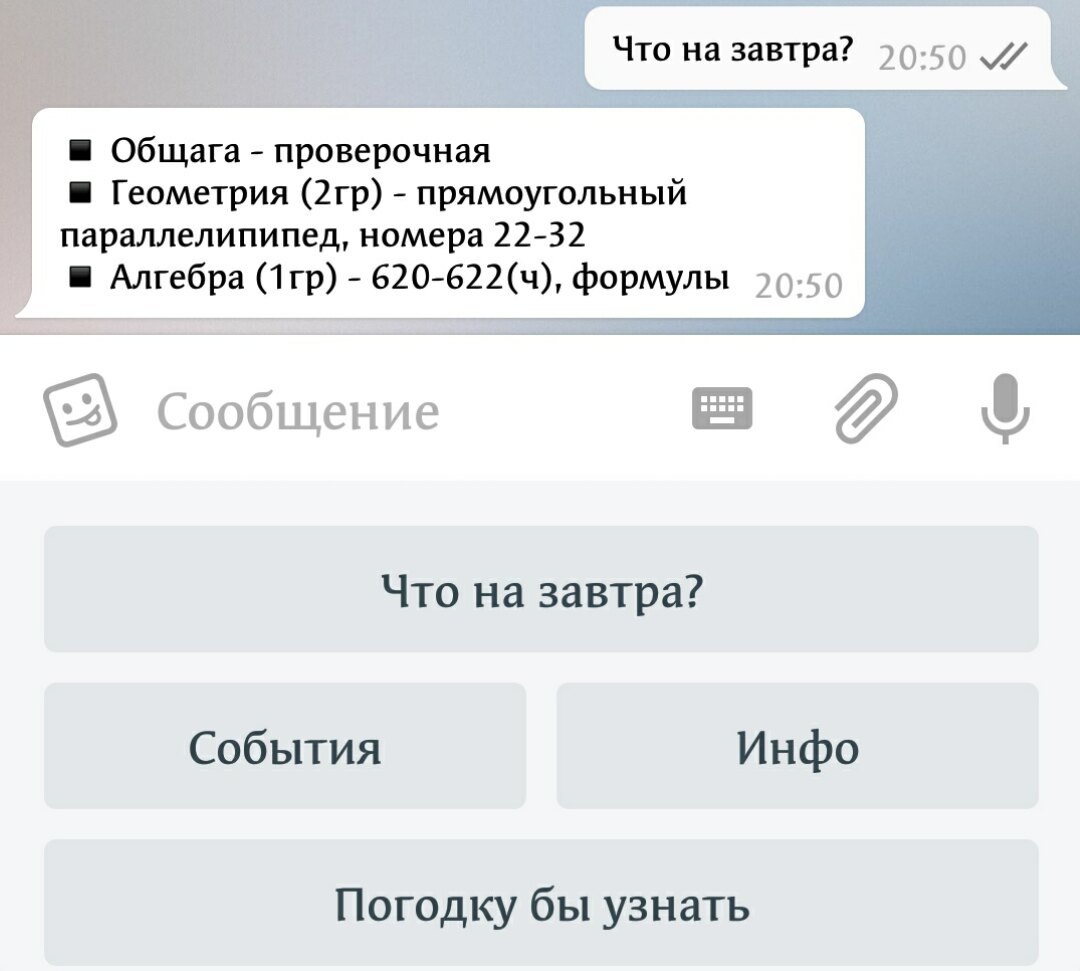 Что на завтра? 20:50
▪ Общага - проверочная
▪ Геометрия (2гр) - прямоугольный
параллелипипед, номера 22-32
▪ Алгебра (1гр) - 620-622(ч), формулы 20:50
Сообщение
Что на завтра?
События
Инфо
Погодку бы узнать